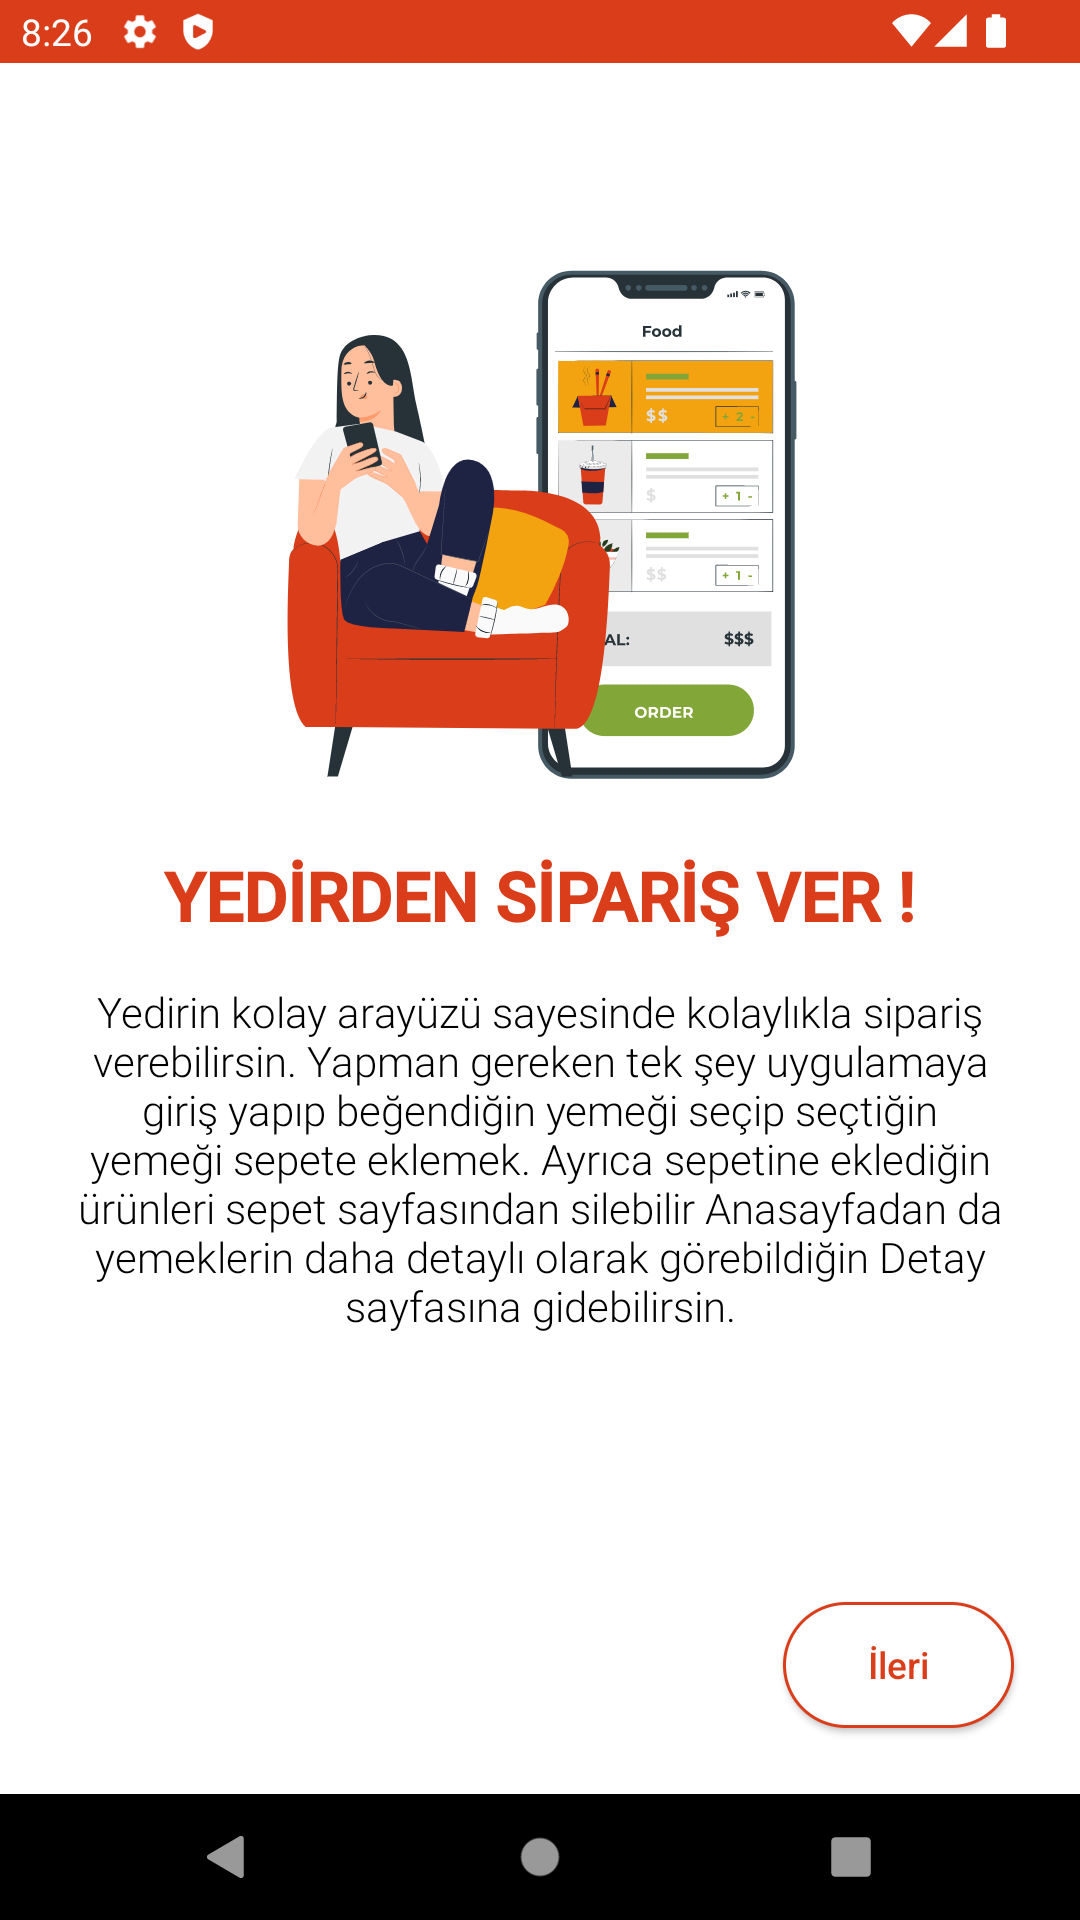 8:26
Food
$$
+ 2 -
$
+ 1 -
$$
+ 1 -
AL:
$$$
ORDER
YEDİRDEN SİPARİŞ VER !
Yedirin kolay arayüzü sayesinde kolaylıkla sipariş
verebilirsin. Yapman gereken tek şey uygulamaya
giriş yapıp beğendiğin yemeği seçip seçtiğin
yemeği sepete eklemek. Ayrıca sepetine eklediğin
ürünleri sepet sayfasından silebilir Anasayfadan da
yemeklerin daha detaylı olarak görebildiğin Detay
sayfasına gidebilirsin.
İleri